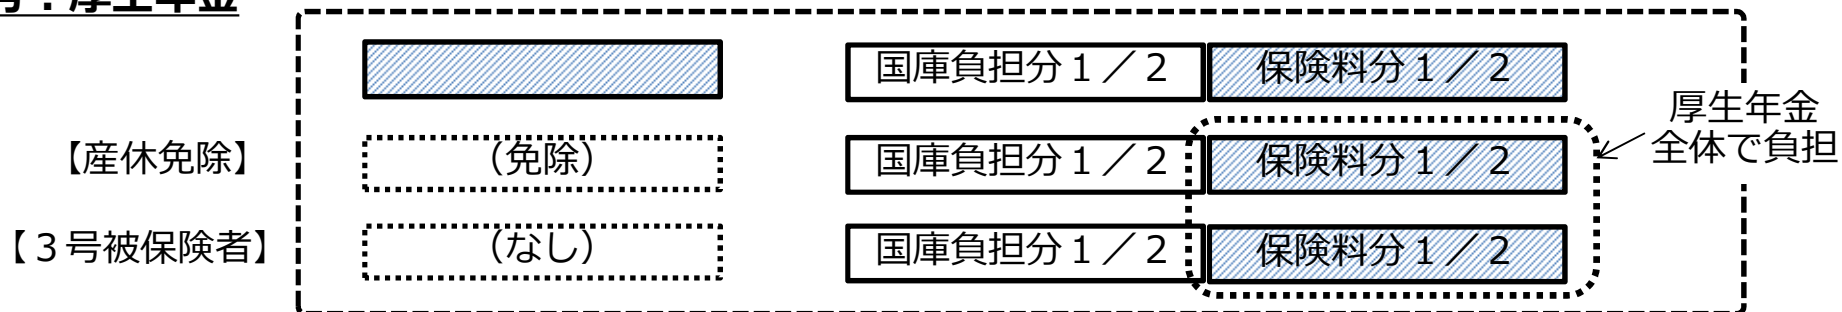 号：厚生年金
国庫負担分１／２ 保険料分１／２
厚生年金
全体で負担
【産休免除】 （免除） 国庫負担分１／２ 保険料分１／２
【３号被保険者】 （なし） 国庫負担分１／２ 保険料分１／２